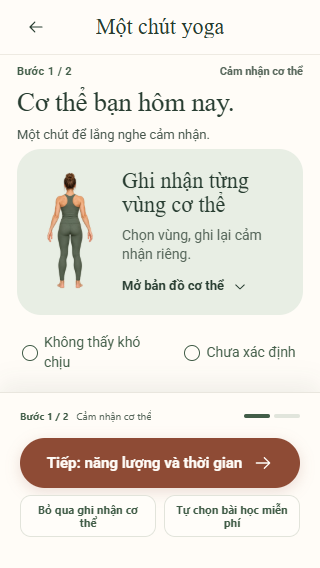 Một chút yoga
Bước 1 / 2
Cảm nhận cơ thể
Cơ thể bạn hôm nay.
Một chút để lắng nghe cảm nhận.
Ghi nhận từng
vùng cơ thể
Chọn vùng, ghi lại cảm
nhận riêng.
Mở bản đồ cơ thể
Không thấy khó
chịu
Chưa xác định
Bước 1 / 2 Cảm nhận cơ thể
Tiếp: năng lượng và thời gian
Bỏ qua ghi nhận cơ
thể
Tự chọn bài học miễn
phí